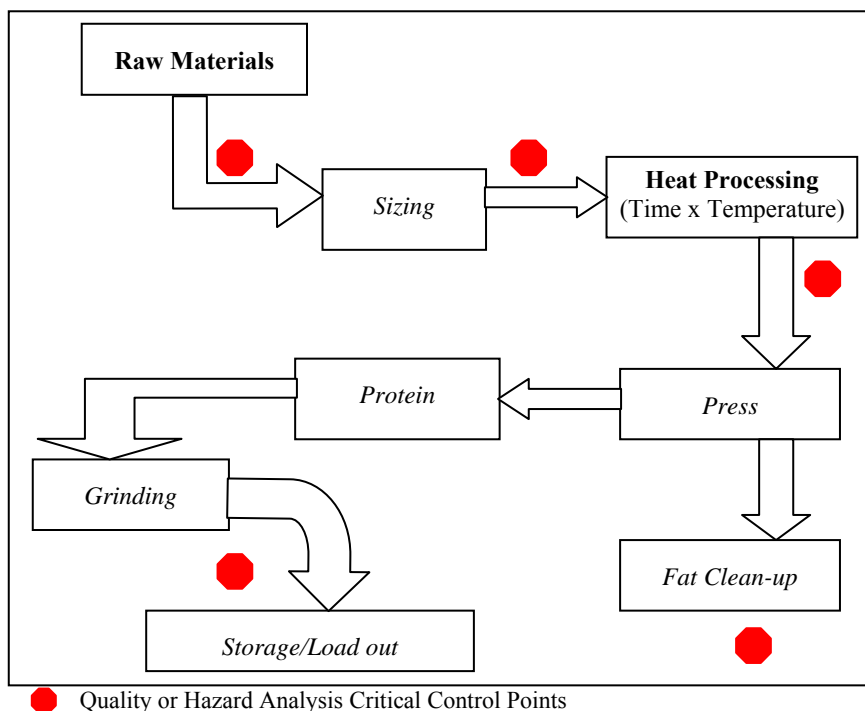 Raw Materials
Sizing
Heat Processing
(Time x Temperature)
Protein
Press
Grinding
Fat Clean-up
Storage/Load out
Quality or Hazard Analysis Critical Control Points